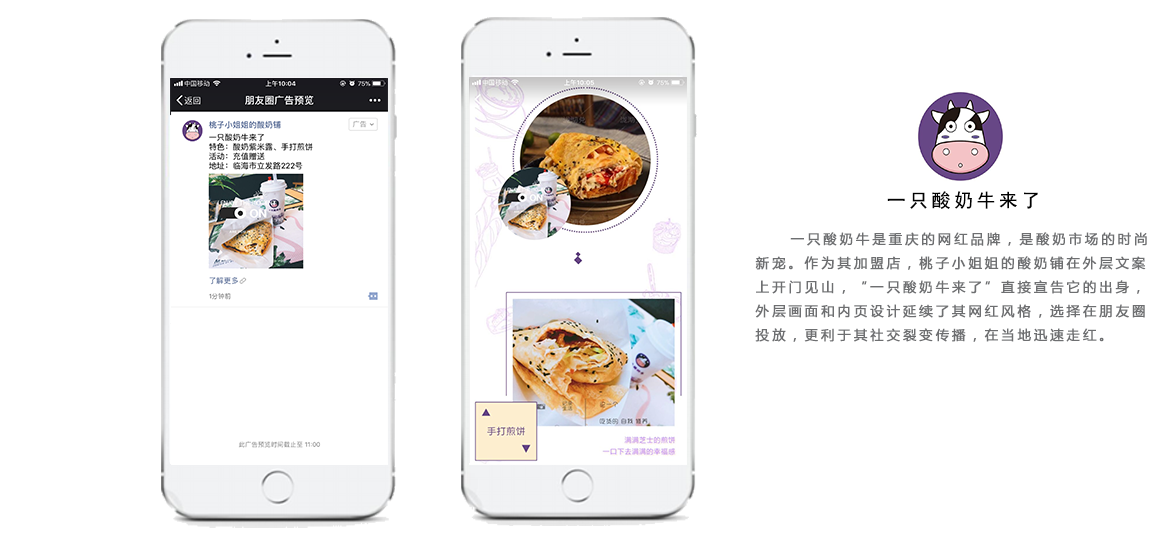 中国移动
上午10:04
75%
返回
朋友圈广告预览
桃子小姐姐的酸奶铺
广告
一只酸奶牛来了
特色：酸奶紫米露、手打煎饼
活动：充值赠送
地址：临海市立发路222号
了解更多
1分钟前
此广告预览时间截止至 11:00
中国移动
上午10:05
75%
手打煎饼
满满芝士的煎饼
一口下去满满的幸福感
一只酸奶牛来了
一只酸奶牛是重庆的网红品牌，是酸奶市场的时尚
新宠。作为其加盟店，桃子小姐姐的酸奶铺在外层文案
上开门见山，“一只酸奶牛来了”直接宣告它的出身，
外层画面和内页设计延续了其网红风格，选择在朋友圈
投放，更利于其社交裂变传播，在当地迅速走红。